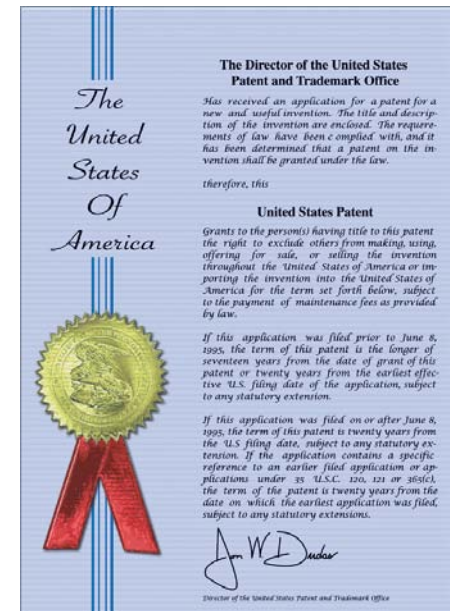 The
United
States
Of
America
The Director of the United States
Patent and Trademark Office
Has received an application for a patent for a
new and useful invention. The title and descrip-
tion of the invention are enclosed. The require-
ments of law have been c omplied with, and it
has been determined that a patent on the in-
vention shall be granted under the law.
therefore, this
United States Patent
Grants to the person(s) having title to this patent
the right to exclude others from making, using,
offering for sale, or selling the invention
throughout the United States of America or im-
porting the invention into the United States of
America for the term set forth below, subject
to the payment of maintenance fees as provided
by law.
If this application was filed prior to June 8,
1995, the term of this patent is the longer of
seventeen years from the date of grant of this
patent or twenty years from the earliest effec-
tive U.S. filing date of the application, subject
to any statutory extension.
If this application was filed on or after June 8,
1995, the term of this patent is twenty years from
the U.S filing date, subject to any statutory ex-
tension. If the application contains a specific
reference to an earlier filed application or ap-
plications under 35 U.S.C. 120, 121 or 365(c),
the term of the patent is twenty years from the
date on which the earliest application was filed,
subject to any statutory extensions.
Jon W Dudas
Director of the United States Patent and Trademark Office